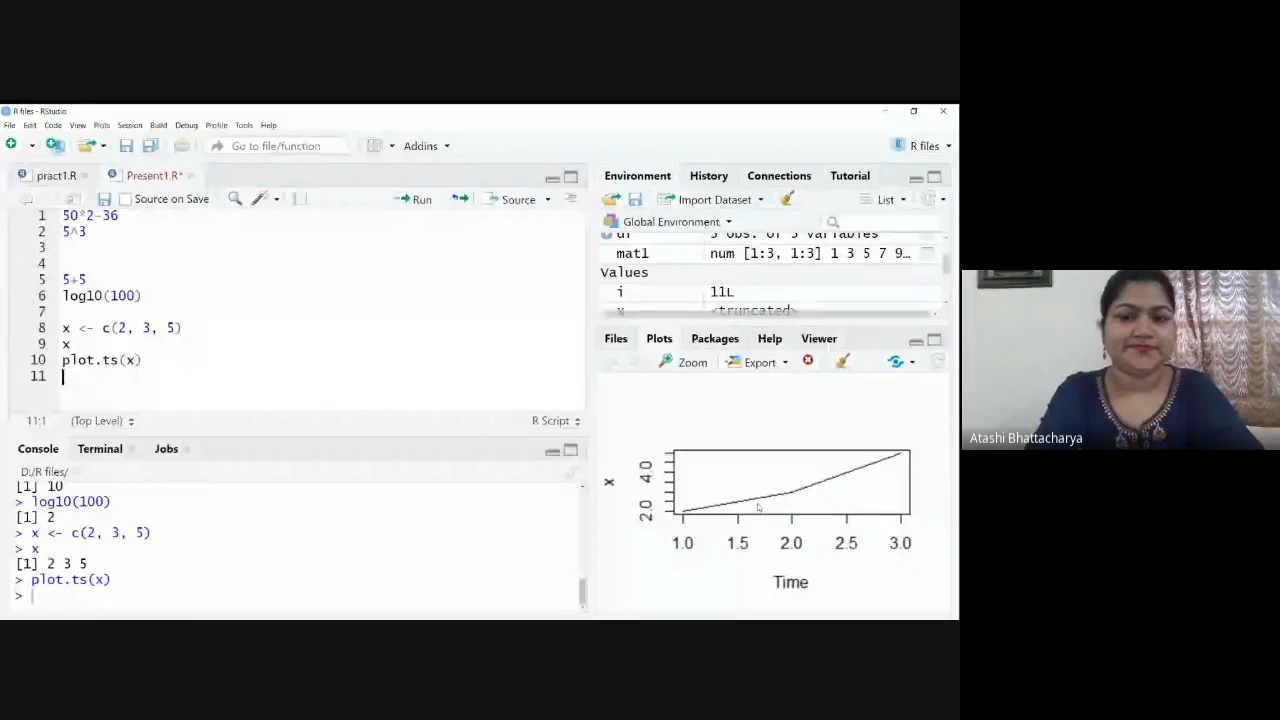 R files - RStudio
File Edit Code View Plots Session Build Debug Profile Tools Help
Go to file/function Addins R files
pract1.R Present1.R*
Source on Save Run Source
1 50*2-36
2 5^3
3
4
5 5+5
6 log10(100)
7
8 x <- c(2, 3, 5)
9 x
10 plot.ts(x)
11
11:1 (Top Level) R Script
Console Terminal Jobs
D:/R files/
[1] 10
> log10(100)
[1] 2
> x <- c(2, 3, 5)
> x
[1] 2 3 5
> plot.ts(x)
>
Environment History Connections Tutorial
Import Dataset List
Global Environment
mat1 num [1:3, 1:3] 1 3 5 7 9…
Values
i 11L
x <truncated>
Files Plots Packages Help Viewer
Zoom Export
x
4.0
2.0
1.0 1.5 2.0 2.5 3.0
Time
Atashi Bhattacharya